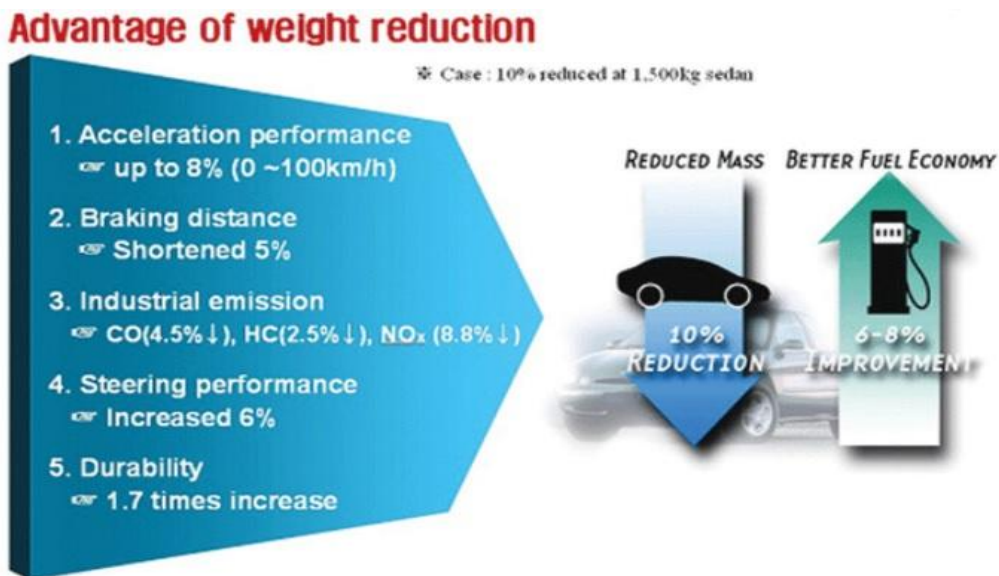 Advantage of weight reduction
※ Case : 10% reduced at 1,500kg sedan
1. Acceleration performance
☞ up to 8% (0 ~100km/h)
2. Braking distance
☞ Shortened 5%
3. Industrial emission
☞ CO(4.5%↓), HC(2.5%↓), NOx (8.8%↓)
4. Steering performance
☞ Increased 6%
5. Durability
☞ 1.7 times increase
REDUCED MASS
10%
REDUCTION
BETTER FUEL ECONOMY
6-8%
IMPROVEMENT